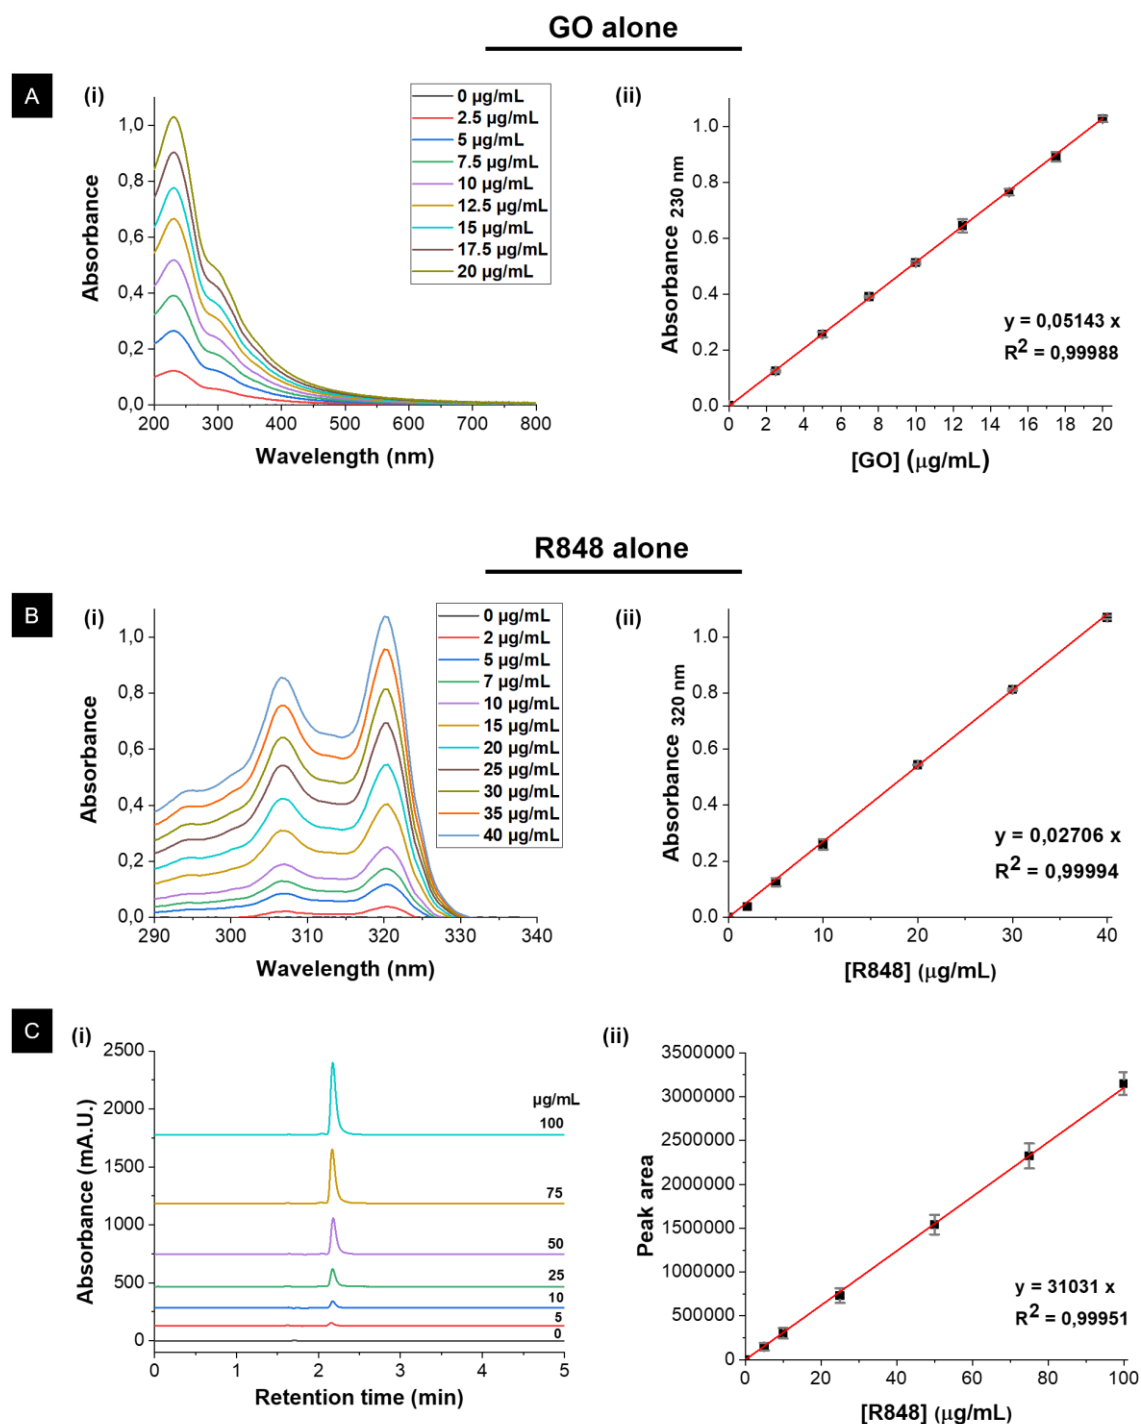 GO alone
A
(i)
0 µg/mL
2.5 µg/mL
5 µg/mL
7.5 µg/mL
10 µg/mL
12.5 µg/mL
15 µg/mL
17.5 µg/mL
20 µg/mL
1,0
0,8
0,6
0,4
0,2
0,0
Absorbance
200 300 400 500 600 700 800
Wavelength (nm)
(ii)
1.0
0.8
0.6
0.4
0.2
0.0
Absorbance 230 nm
y = 0,05143 x
R2 = 0,99988
0 2 4 6 8 10 12 14 16 18 20
[GO] (µg/mL)
R848 alone
B
(i)
0 µg/mL
2 µg/mL
5 µg/mL
7 µg/mL
10 µg/mL
15 µg/mL
20 µg/mL
25 µg/mL
30 µg/mL
35 µg/mL
40 µg/mL
1,0
0,8
0,6
0,4
0,2
0,0
Absorbance
290 300 310 320 330 340
Wavelength (nm)
(ii)
1.0
0.8
0.6
0.4
0.2
0.0
Absorbance 320 nm
y = 0,02706 x
R2 = 0,99994
0 10 20 30 40
[R848] (µg/mL)
C
(i)
2500
2000
1500
1000
500
0
Absorbance (mA.U.)
µg/mL
100
75
50
25
10
5
0
0 1 2 3 4 5
Retention time (min)
(ii)
3500000
3000000
2500000
2000000
1500000
1000000
500000
0
Peak area
y = 31031 x
R2 = 0,99951
0 20 40 60 80 100
[R848] (µg/mL)